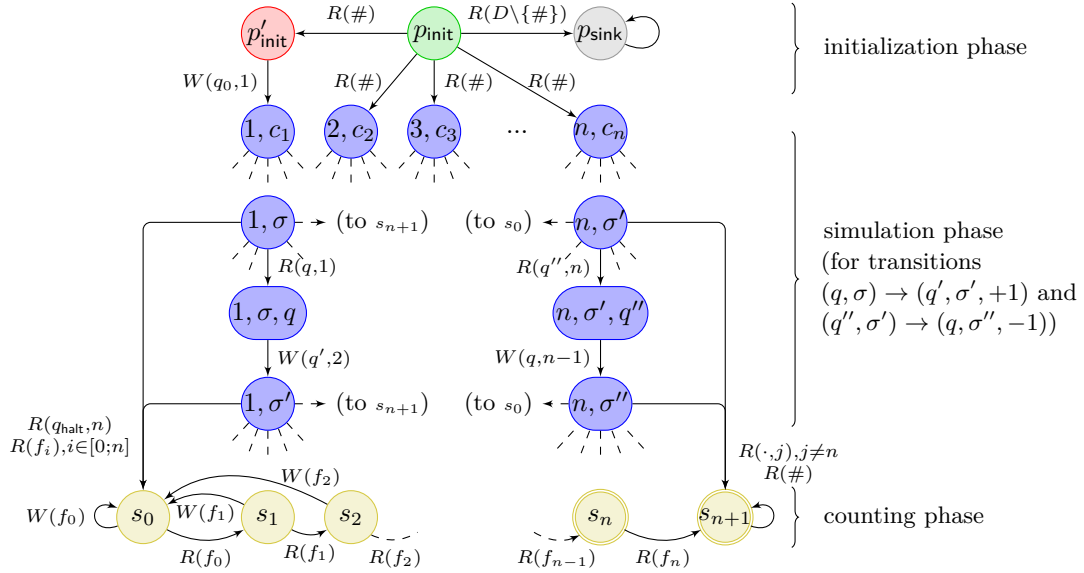 R(#)
R(D\{#})
p′init
pinit
psink
initialization phase
W(q0,1)
R(#)
R(#)
R(#)
1, c1
2, c2
3, c3
...
n, cn
1, σ
(to sn+1)
(to s0)
n, σ′
simulation phase
(for transitions
(q, σ) → (q′, σ′, +1) and
(q″, σ′) → (q, σ″, −1))
R(q,1)
R(q″,n)
1, σ, q
n, σ′, q″
W(q′,2)
W(q,n−1)
1, σ′
(to sn+1)
(to s0)
n, σ″
R(qhalt,n)
R(fi),i∈[0;n]
R(·,j),j≠n
R(#)
W(f2)
W(f0)
s0
W(f1)
s1
s2
sn
sn+1
counting phase
R(f0)
R(f1)
R(f2)
R(fn−1)
R(fn)